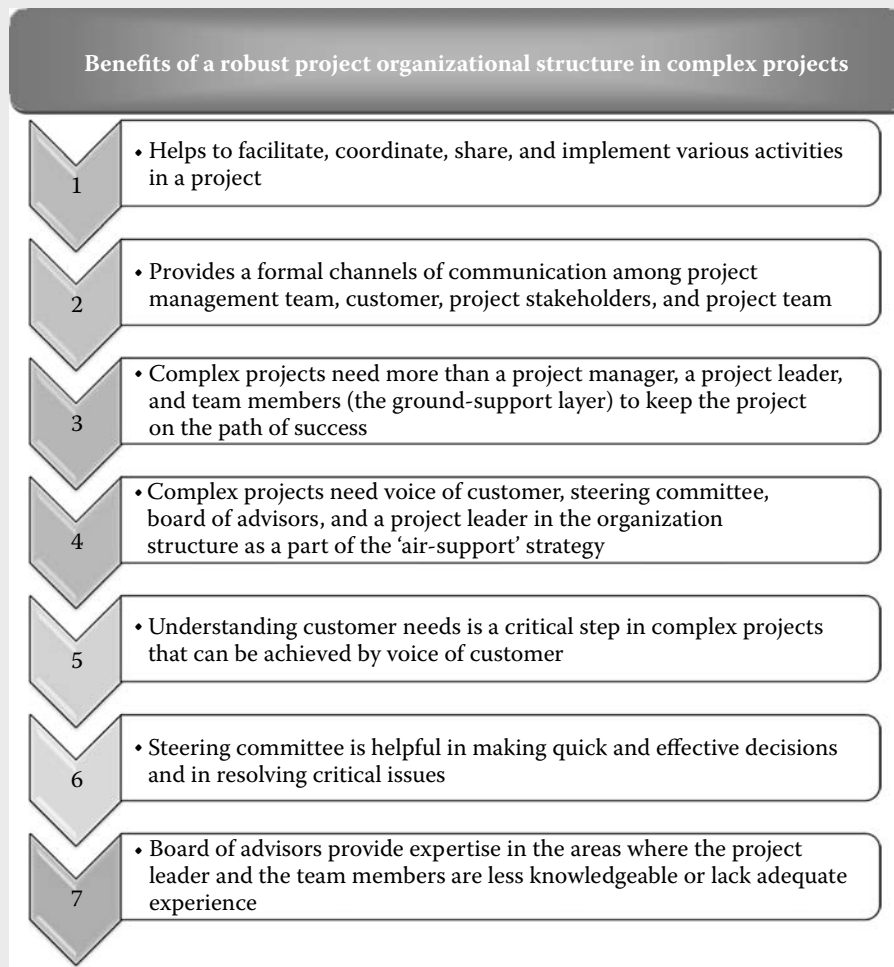 Benefits of a robust project organizational structure in complex projects
1
• Helps to facilitate, coordinate, share, and implement various activities
in a project
2
• Provides a formal channels of communication among project
management team, customer, project stakeholders, and project team
3
• Complex projects need more than a project manager, a project leader,
and team members (the ground-support layer) to keep the project
on the path of success
4
• Complex projects need voice of customer, steering committee,
board of advisors, and a project leader in the organization
structure as a part of the ‘air-support’ strategy
5
• Understanding customer needs is a critical step in complex projects
that can be achieved by voice of customer
6
• Steering committee is helpful in making quick and effective decisions
and in resolving critical issues
7
• Board of advisors provide expertise in the areas where the project
leader and the team members are less knowledgeable or lack adequate
experience